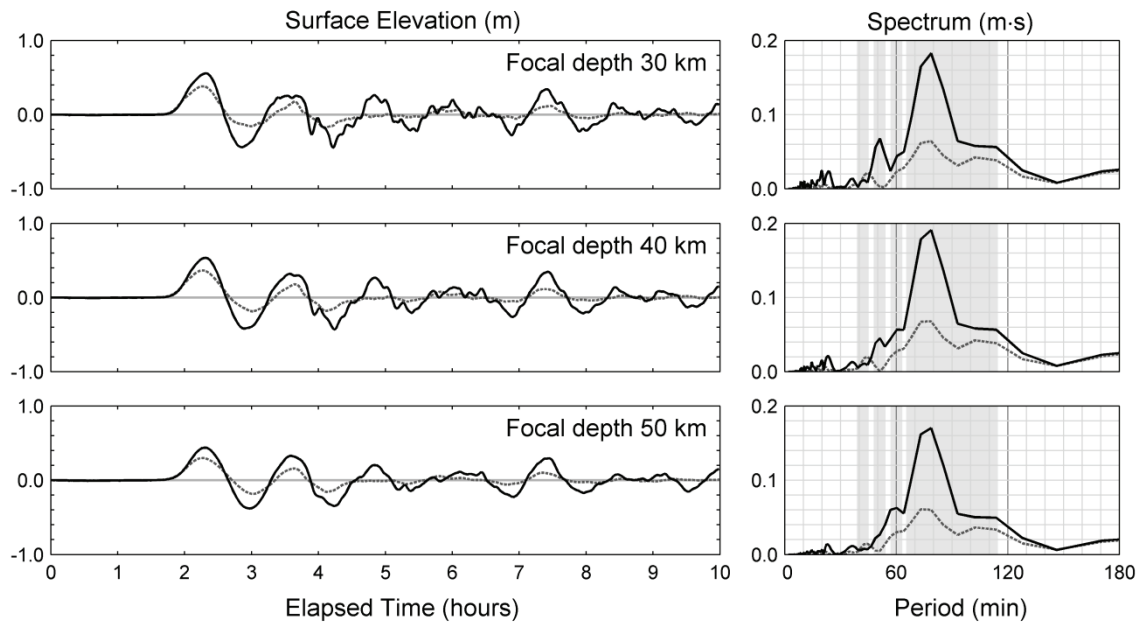 Surface Elevation (m)
Spectrum (m·s)
1.0
0.0
-1.0
Focal depth 30 km
0.2
0.1
0.0
1.0
0.0
-1.0
Focal depth 40 km
0.2
0.1
0.0
1.0
0.0
-1.0
Focal depth 50 km
0.2
0.1
0.0
0 1 2 3 4 5 6 7 8 9 10
0 60 120 180
Elapsed Time (hours)
Period (min)